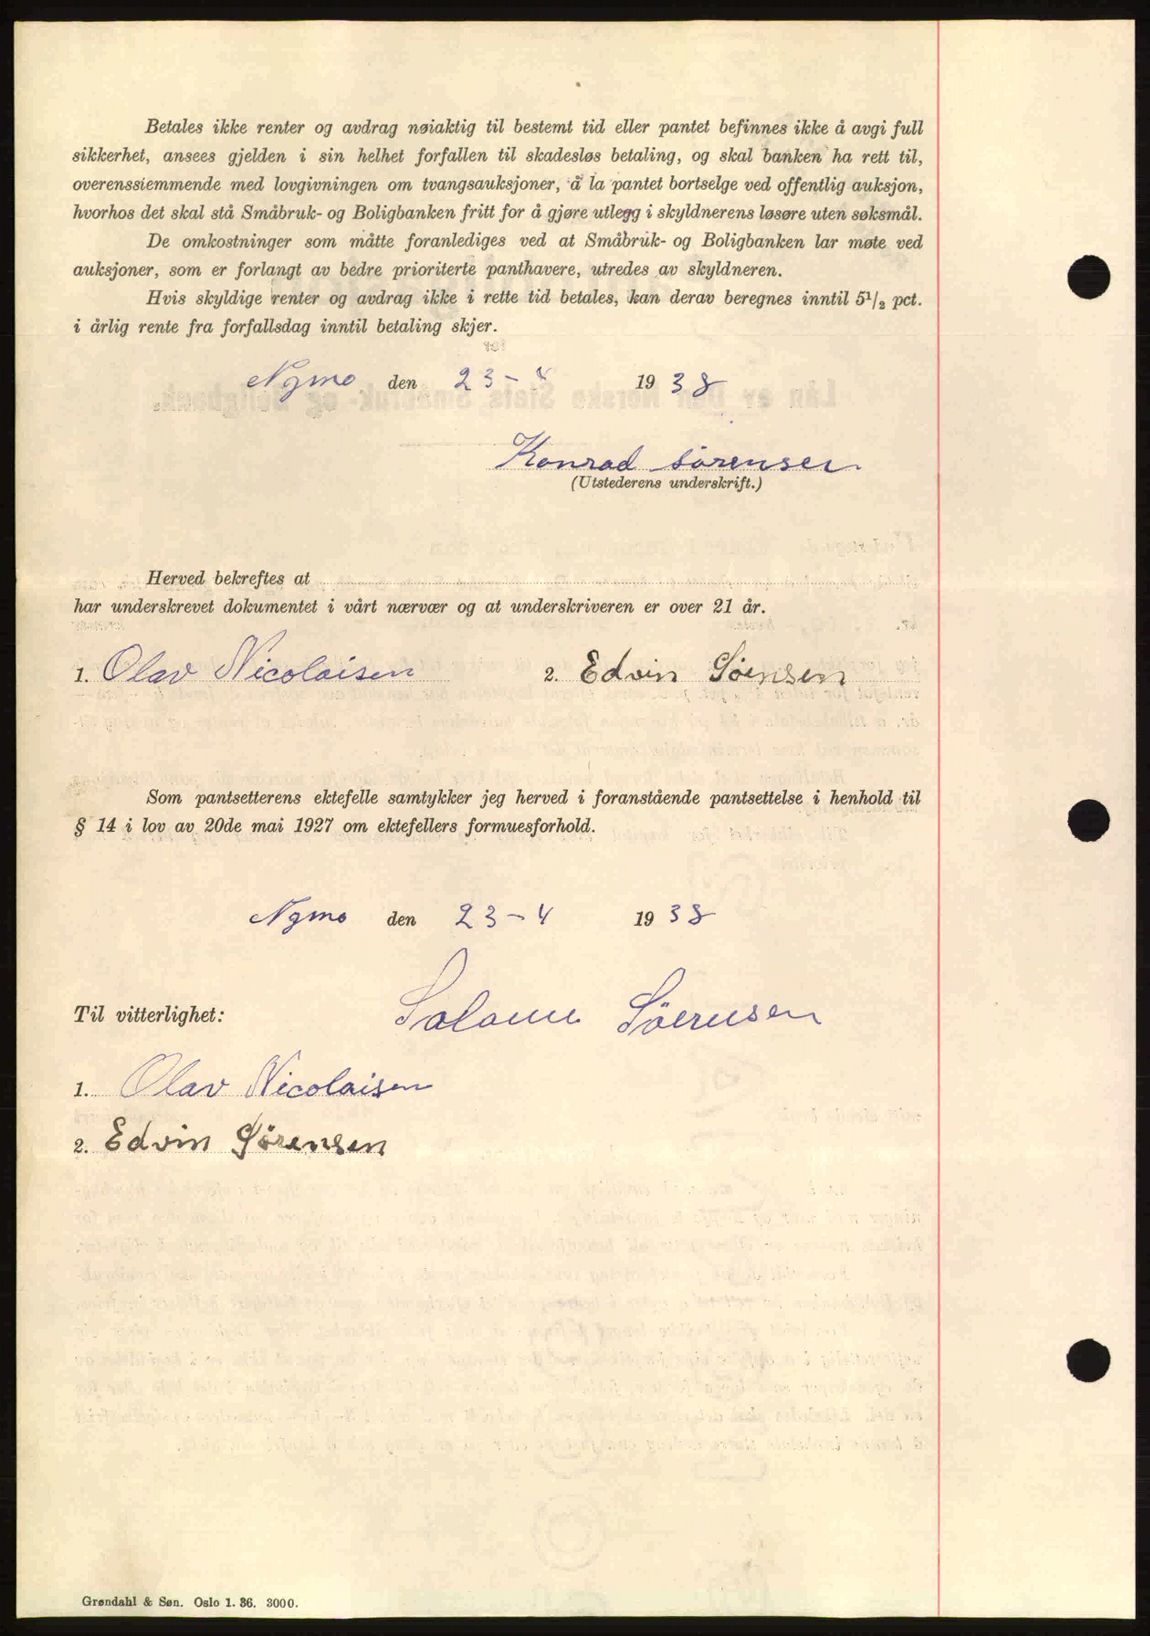 Betales ikke renter og avdrag nøiaktig til bestemt tid eller pantet befinnes ikke å avgi full
sikkerhet, ansees gjelden i sin helhet forfallen til skadesløs betaling, og skal banken ha rett til,
overensstemmende med lovgivningen om tvangsauksjoner, å la pantet bortselge ved offentlig auksjon,
hvorhos det skal stå Småbruk- og Boligbanken fritt for å gjøre utlegg i skyldnerens løsøre uten søksmål.
De omkostninger som måtte foranlediges ved at Småbruk- og Boligbanken lar møte ved
auksjoner, som er forlangt av bedre prioriterte panthavere, utredes av skyldneren.
Hvis skyldige renter og avdrag ikke i rette tid betales, kan derav beregnes inntil 5 1/2 pct.
i årlig rente fra forfallsdag inntil betaling skjer.
Nymo den 23-4 1938
Konrad Sørensen
(Utstederens underskrift.)
Herved bekreftes at
har underskrevet dokumentet i vårt nærvær og at underskriveren er over 21 år.
1. Olav Nicolaisen 2. Edvin Søensen
Som pantsetterens ektefelle samtykker jeg herved i foranstående pantsettelse i henhold til
§ 14 i lov av 20de mai 1927 om ektefellers formuesforhold.
Nymo den 23-4 1938
Salome Söerensen
Til vitterlighet:
1. Olav Nicolaisen
2. Edvin Sørensen
Grøndahl & Søn. Oslo 1. 36. 3000.